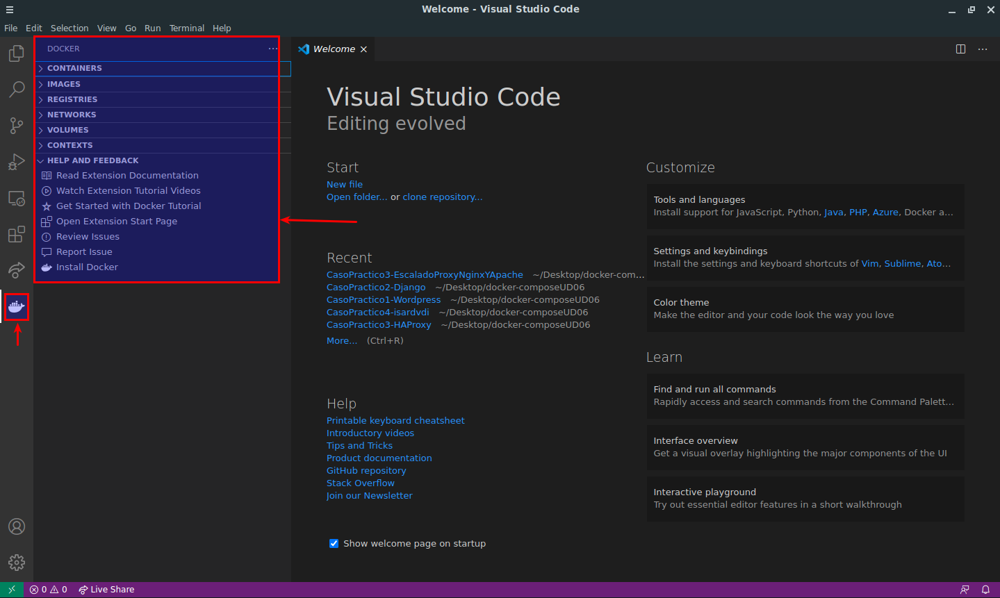 Welcome - Visual Studio Code
File Edit Selection View Go Run Terminal Help
DOCKER
CONTAINERS
IMAGES
REGISTRIES
NETWORKS
VOLUMES
CONTEXTS
HELP AND FEEDBACK
Read Extension Documentation
Watch Extension Tutorial Videos
Get Started with Docker Tutorial
Open Extension Start Page
Review Issues
Report Issue
Install Docker
Welcome
Visual Studio Code
Editing evolved
Start
New file
Open folder... or clone repository...
Recent
CasoPractico3-EscaladoProxyNginxYApache ~/Desktop/docker-com...
CasoPractico2-Django ~/Desktop/docker-composeUD06
CasoPractico1-Wordpress ~/Desktop/docker-composeUD06
CasoPractico4-isardvdi ~/Desktop/docker-composeUD06
CasoPractico3-HAProxy ~/Desktop/docker-composeUD06
More... (Ctrl+R)
Help
Printable keyboard cheatsheet
Introductory videos
Tips and Tricks
Product documentation
GitHub repository
Stack Overflow
Join our Newsletter
Show welcome page on startup
Customize
Tools and languages
Install support for JavaScript, Python, Java, PHP, Azure, Docker a...
Settings and keybindings
Install the settings and keyboard shortcuts of Vim, Sublime, Ato...
Color theme
Make the editor and your code look the way you love
Learn
Find and run all commands
Rapidly access and search commands from the Command Palett...
Interface overview
Get a visual overlay highlighting the major components of the UI
Interactive playground
Try out essential editor features in a short walkthrough
0 0 Live Share